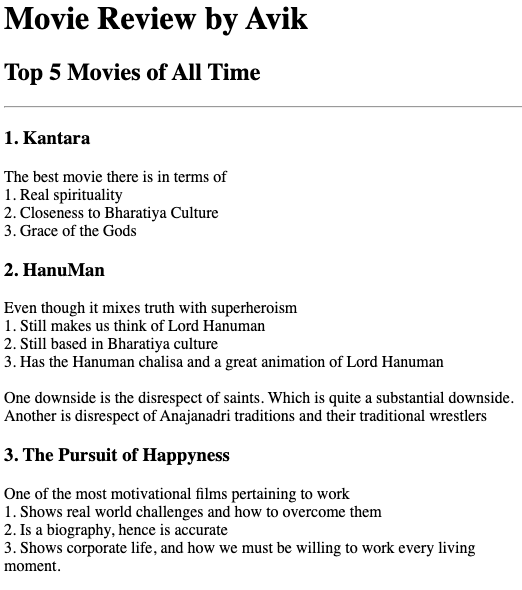 Movie Review by Avik
Top 5 Movies of All Time
1. Kantara
The best movie there is in terms of
1. Real spirituality
2. Closeness to Bharatiya Culture
3. Grace of the Gods
2. HanuMan
Even though it mixes truth with superheroism
1. Still makes us think of Lord Hanuman
2. Still based in Bharatiya culture
3. Has the Hanuman chalisa and a great animation of Lord Hanuman
One downside is the disrespect of saints. Which is quite a substantial downside.
Another is disrespect of Anajanadri traditions and their traditional wrestlers
3. The Pursuit of Happyness
One of the most motivational films pertaining to work
1. Shows real world challenges and how to overcome them
2. Is a biography, hence is accurate
3. Shows corporate life, and how we must be willing to work every living
moment.